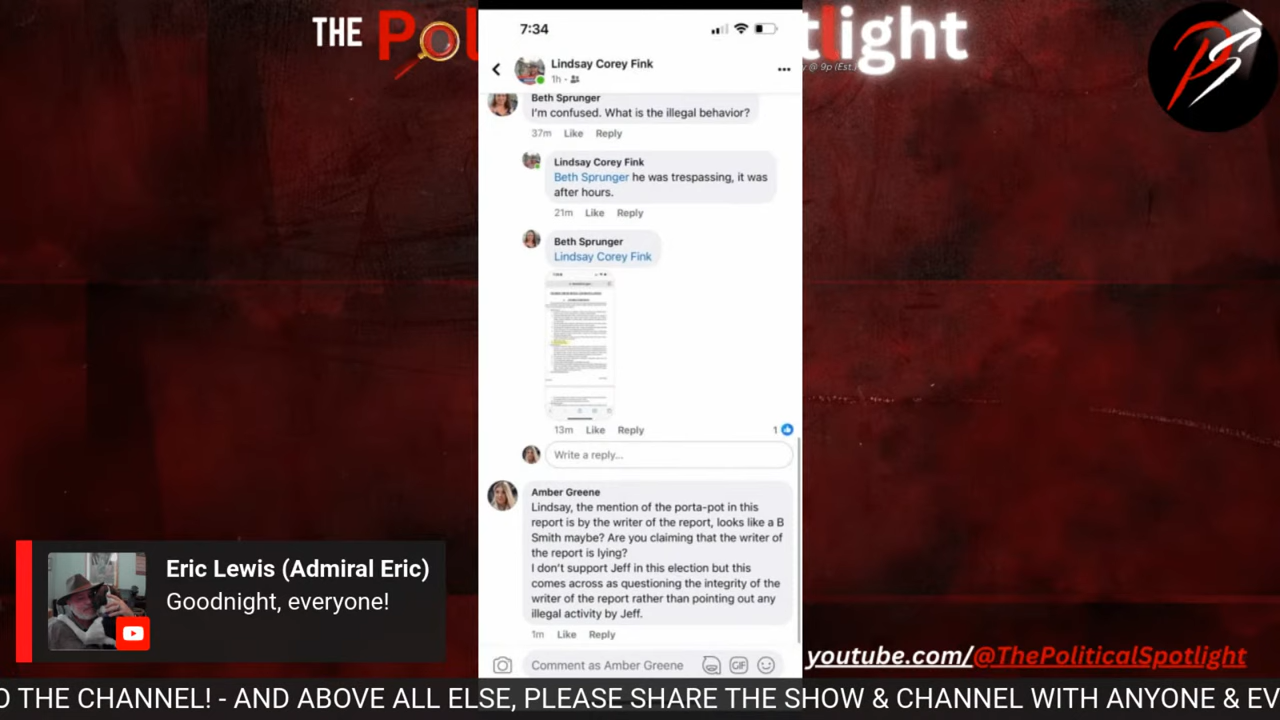 THE Pol tlight
y @ 9p (Est.)
PS
7:34
Lindsay Corey Fink
1h
Beth Sprunger
I'm confused. What is the illegal behavior?
37m Like Reply
Lindsay Corey Fink
Beth Sprunger he was trespassing, it was
after hours.
21m Like Reply
Beth Sprunger
Lindsay Corey Fink
13m Like Reply 1
Write a reply...
Amber Greene
Lindsay, the mention of the porta-pot in this
report is by the writer of the report, looks like a B
Smith maybe? Are you claiming that the writer of
the report is lying?
I don't support Jeff in this election but this
comes across as questioning the integrity of the
writer of the report rather than pointing out any
illegal activity by Jeff.
1m Like Reply
Comment as Amber Greene GIF
Eric Lewis (Admiral Eric)
Goodnight, everyone!
youtube.com/@ThePoliticalSpotlight
O THE CHANNEL! - AND ABOVE ALL ELSE, PLEASE SHARE THE SHOW & CHANNEL WITH ANYONE & EV